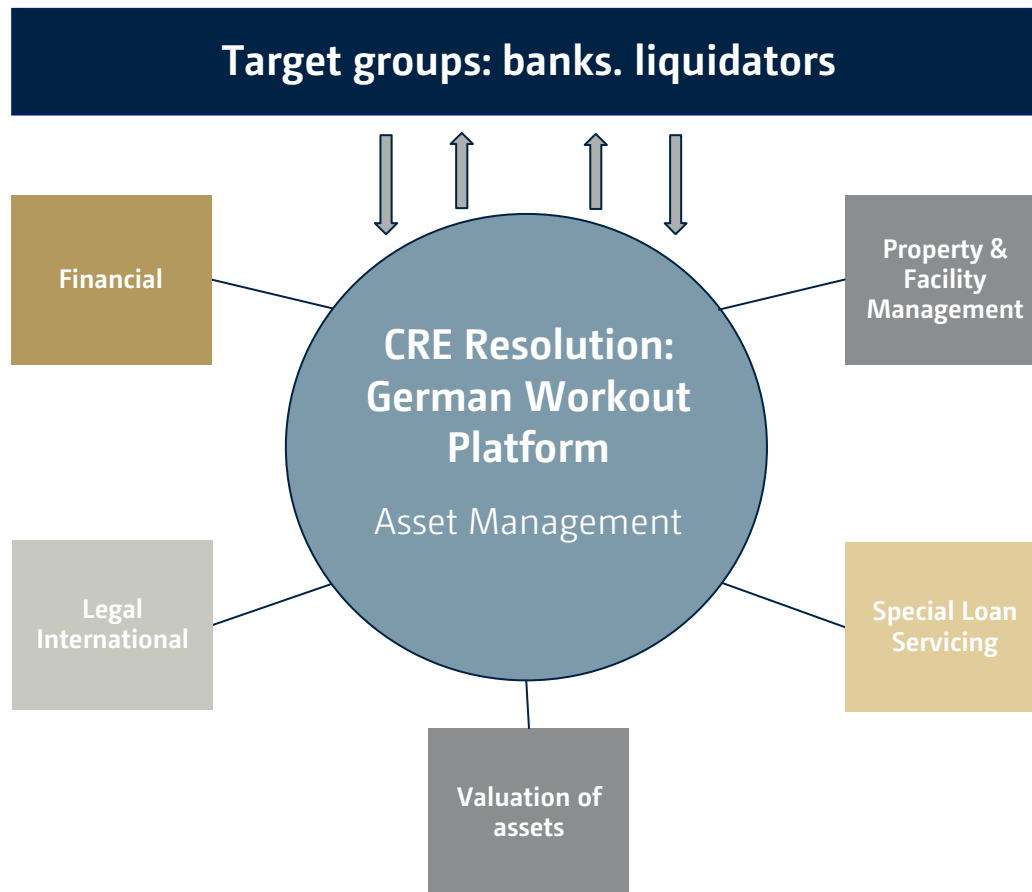 Target groups: banks. liquidators
Financial
Property &
Facility
Management
CRE Resolution:
German Workout
Platform
Asset Management
Legal
International
Special Loan
Servicing
Valuation of
assets